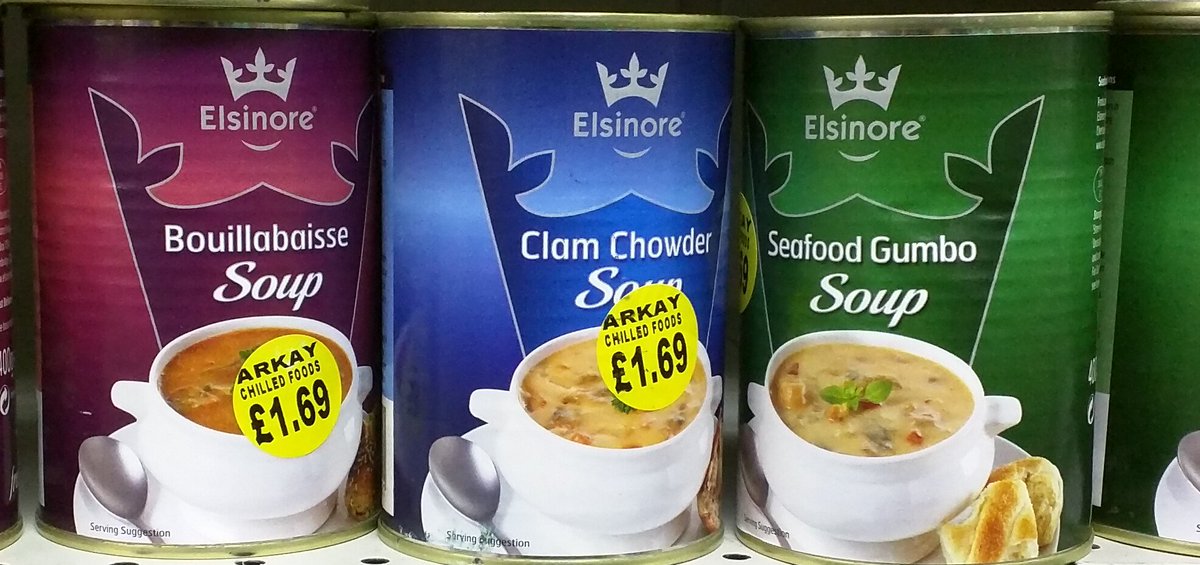 Elsinore®
Bouillabaisse
Soup
ARKAY
CHILLED FOODS
£1.69
Serving Suggestion
Elsinore®
Clam Chowder
Soup
ARKAY
CHILLED FOODS
£1.69
Serving Suggestion
Elsinore®
Seafood Gumbo
Soup
Serving Suggestion